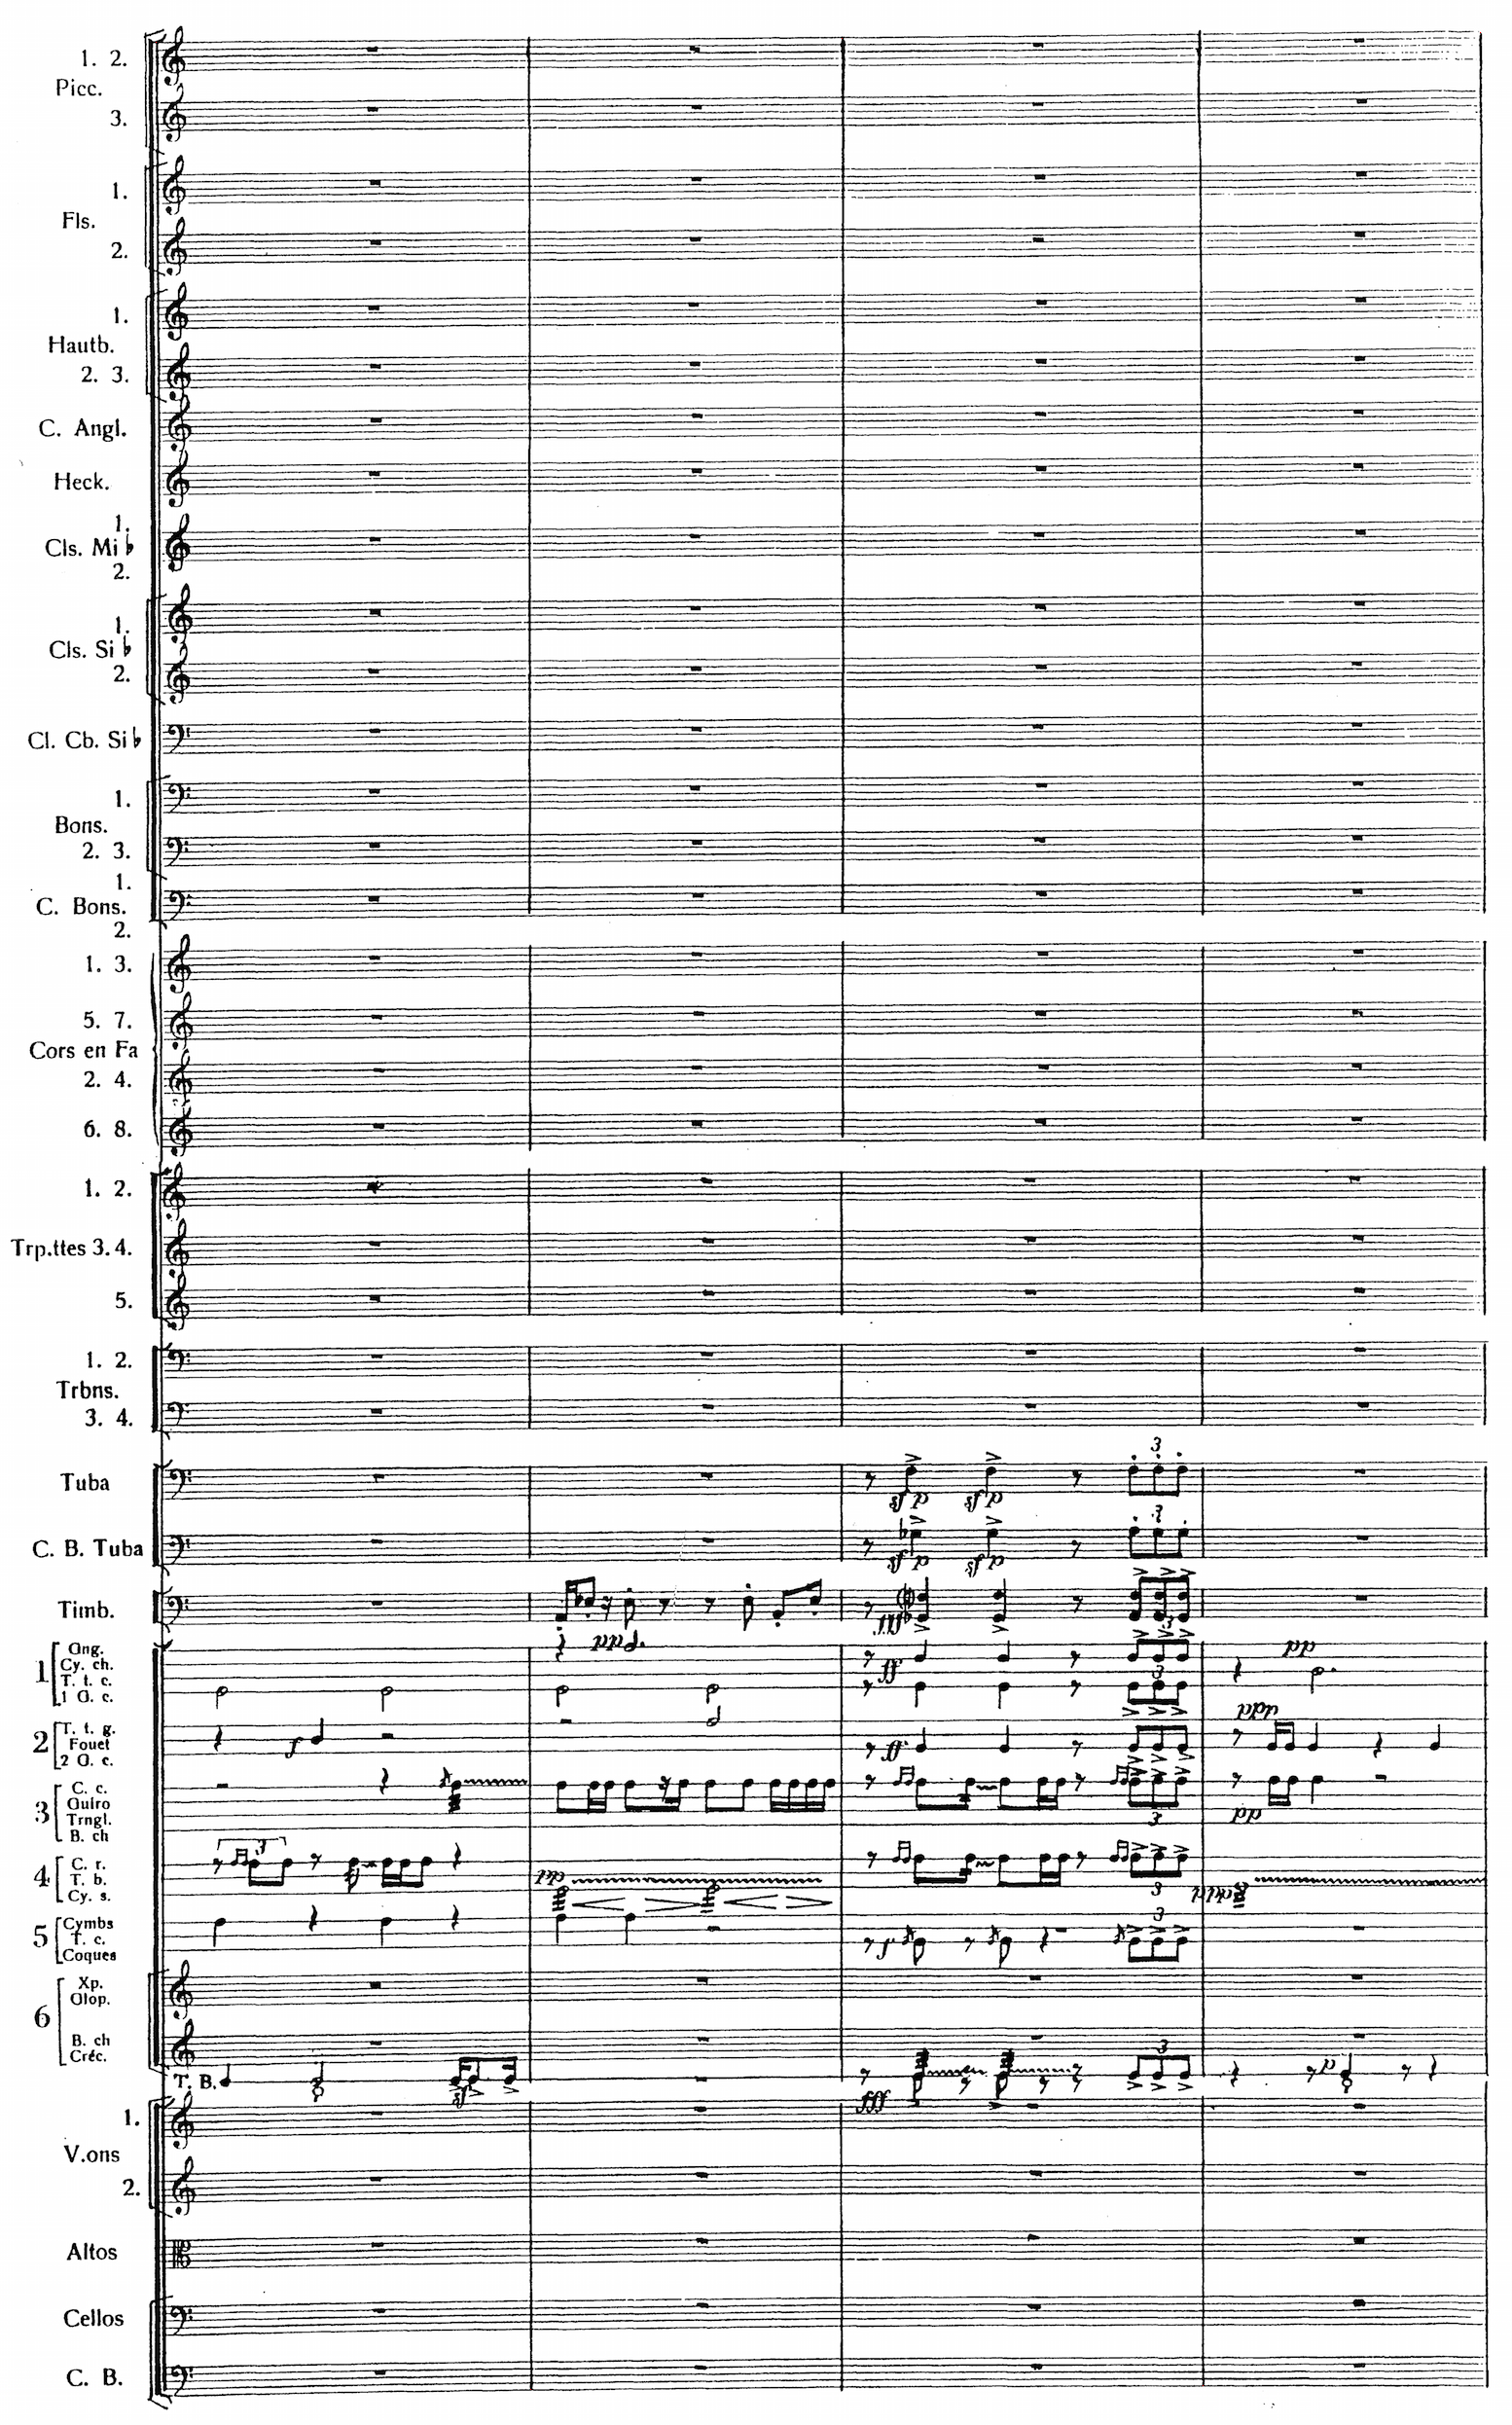 1. 2.
Picc.
3.
1.
Fls.
2.
1.
Hautb.
2. 3.
C. Angl.
Heck.
1.
Cls. Mi♭
2.
1.
Cls. Si♭
2.
Cl. Cb. Si♭
1.
Bons.
2. 3.
1.
C. Bons.
2.
1. 3.
5. 7.
Cors en Fa
2. 4.
6. 8.
1. 2.
Trp.ttes 3. 4.
5.
1. 2.
Trbns.
3. 4.
3
Tuba
sf p sf p
3
C. B. Tuba
sf p sf p
Timb.
fff
3
pp
1
Ong.
Cy. ch.
T. t. c.
1 G. c.
ff
3
pp
2
T. t. g.
Fouet
2 G. c.
f
ff
ppp
3
C. c.
Guiro
Trngl.
B. ch
3
pp
4
C. r.
T. b.
Cy. s.
3
pp
3
5
Cymbs
T. c.
Coques
f
3
6
Xp.
Glop.
B. ch
Créc.
T. B.
sf
fff
3
p
1.
V.ons
2.
Altos
Cellos
C. B.